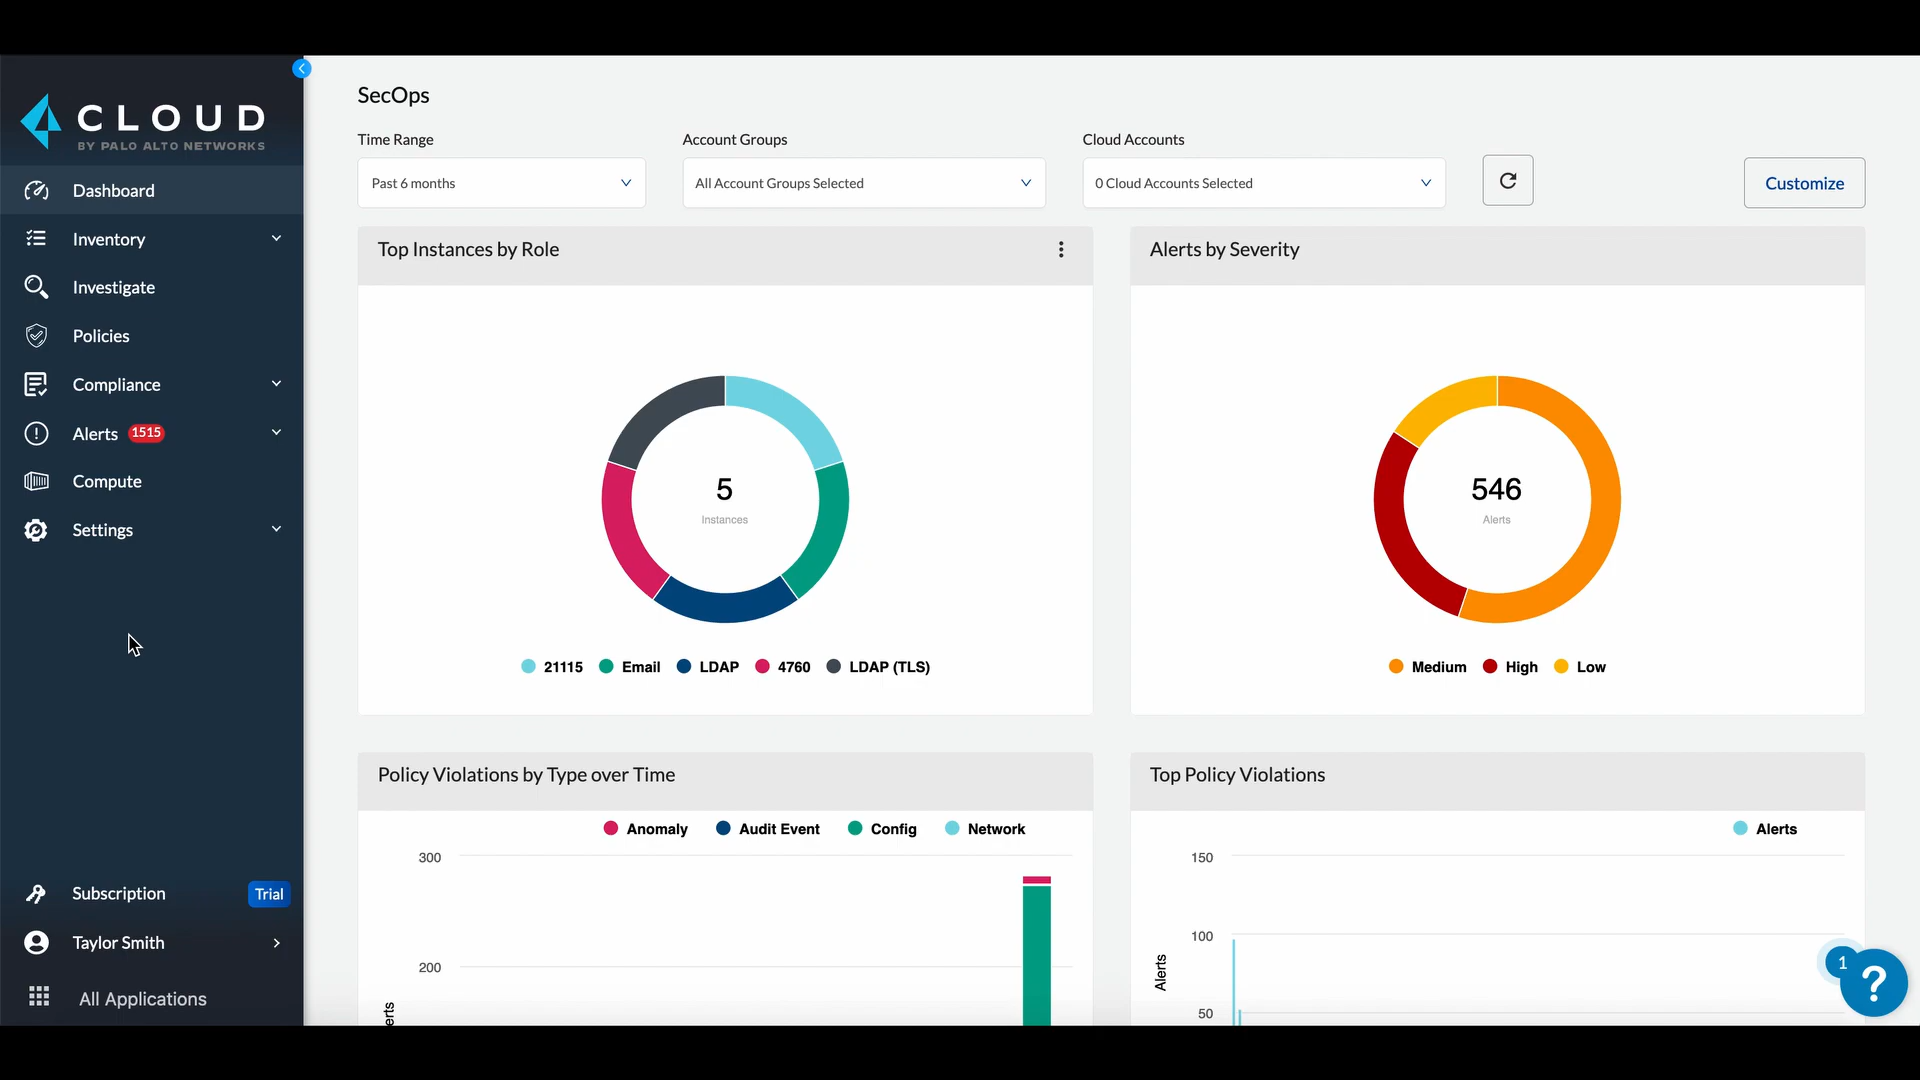 CLOUD
BY PALO ALTO NETWORKS
Dashboard
Inventory
Investigate
Policies
Compliance
Alerts 1515
Compute
Settings
Subscription Trial
Taylor Smith
All Applications
SecOps
Time Range
Past 6 months
Account Groups
All Account Groups Selected
Cloud Accounts
0 Cloud Accounts Selected
Customize
Top Instances by Role
5
Instances
21115 Email LDAP 4760 LDAP (TLS)
Alerts by Severity
546
Alerts
Medium High Low
Policy Violations by Type over Time
Anomaly Audit Event Config Network
300
200
Top Policy Violations
Alerts
150
100
50
Alerts
1
?